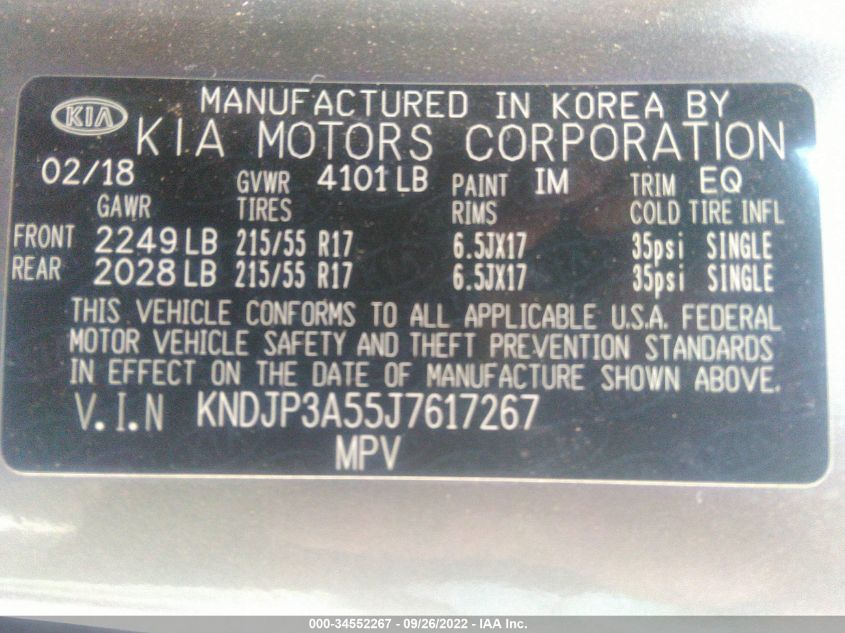 MANUFACTURED IN KOREA BY
KIA KIA MOTORS CORPORATION
02/18 GVWR 4101 LB PAINT IM TRIM EQ
GAWR TIRES RIMS COLD TIRE INFL
FRONT 2249 LB 215/55 R17 6.5JX17 35psi SINGLE
REAR 2028 LB 215/55 R17 6.5JX17 35psi SINGLE
THIS VEHICLE CONFORMS TO ALL APPLICABLE U.S.A. FEDERAL
MOTOR VEHICLE SAFETY AND THEFT PREVENTION STANDARDS
IN EFFECT ON THE DATE OF MANUFACTURE SHOWN ABOVE.
V.I.N KNDJP3A55J7617267
MPV
000-34552267 - 09/26/2022 - IAA Inc.